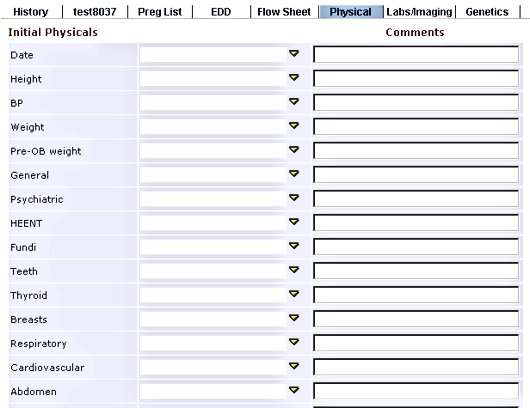 History | test8037 | Preg List | EDD | Flow Sheet | Physical | Labs/Imaging | Genetics |
Initial Physicals Comments
Date
Height
BP
Weight
Pre-OB weight
General
Psychiatric
HEENT
Fundi
Teeth
Thyroid
Breasts
Respiratory
Cardiovascular
Abdomen